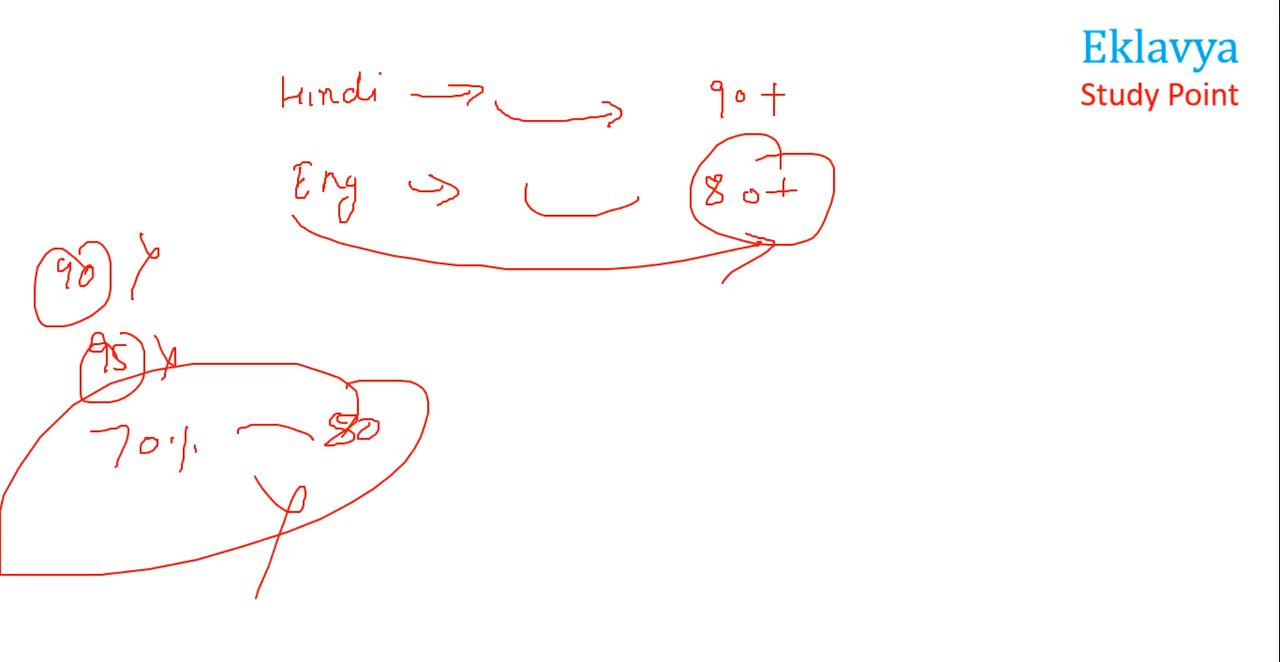 Eklavya
Study Point
Hindi → 90+
Eng → 80+
90
95
70% 80